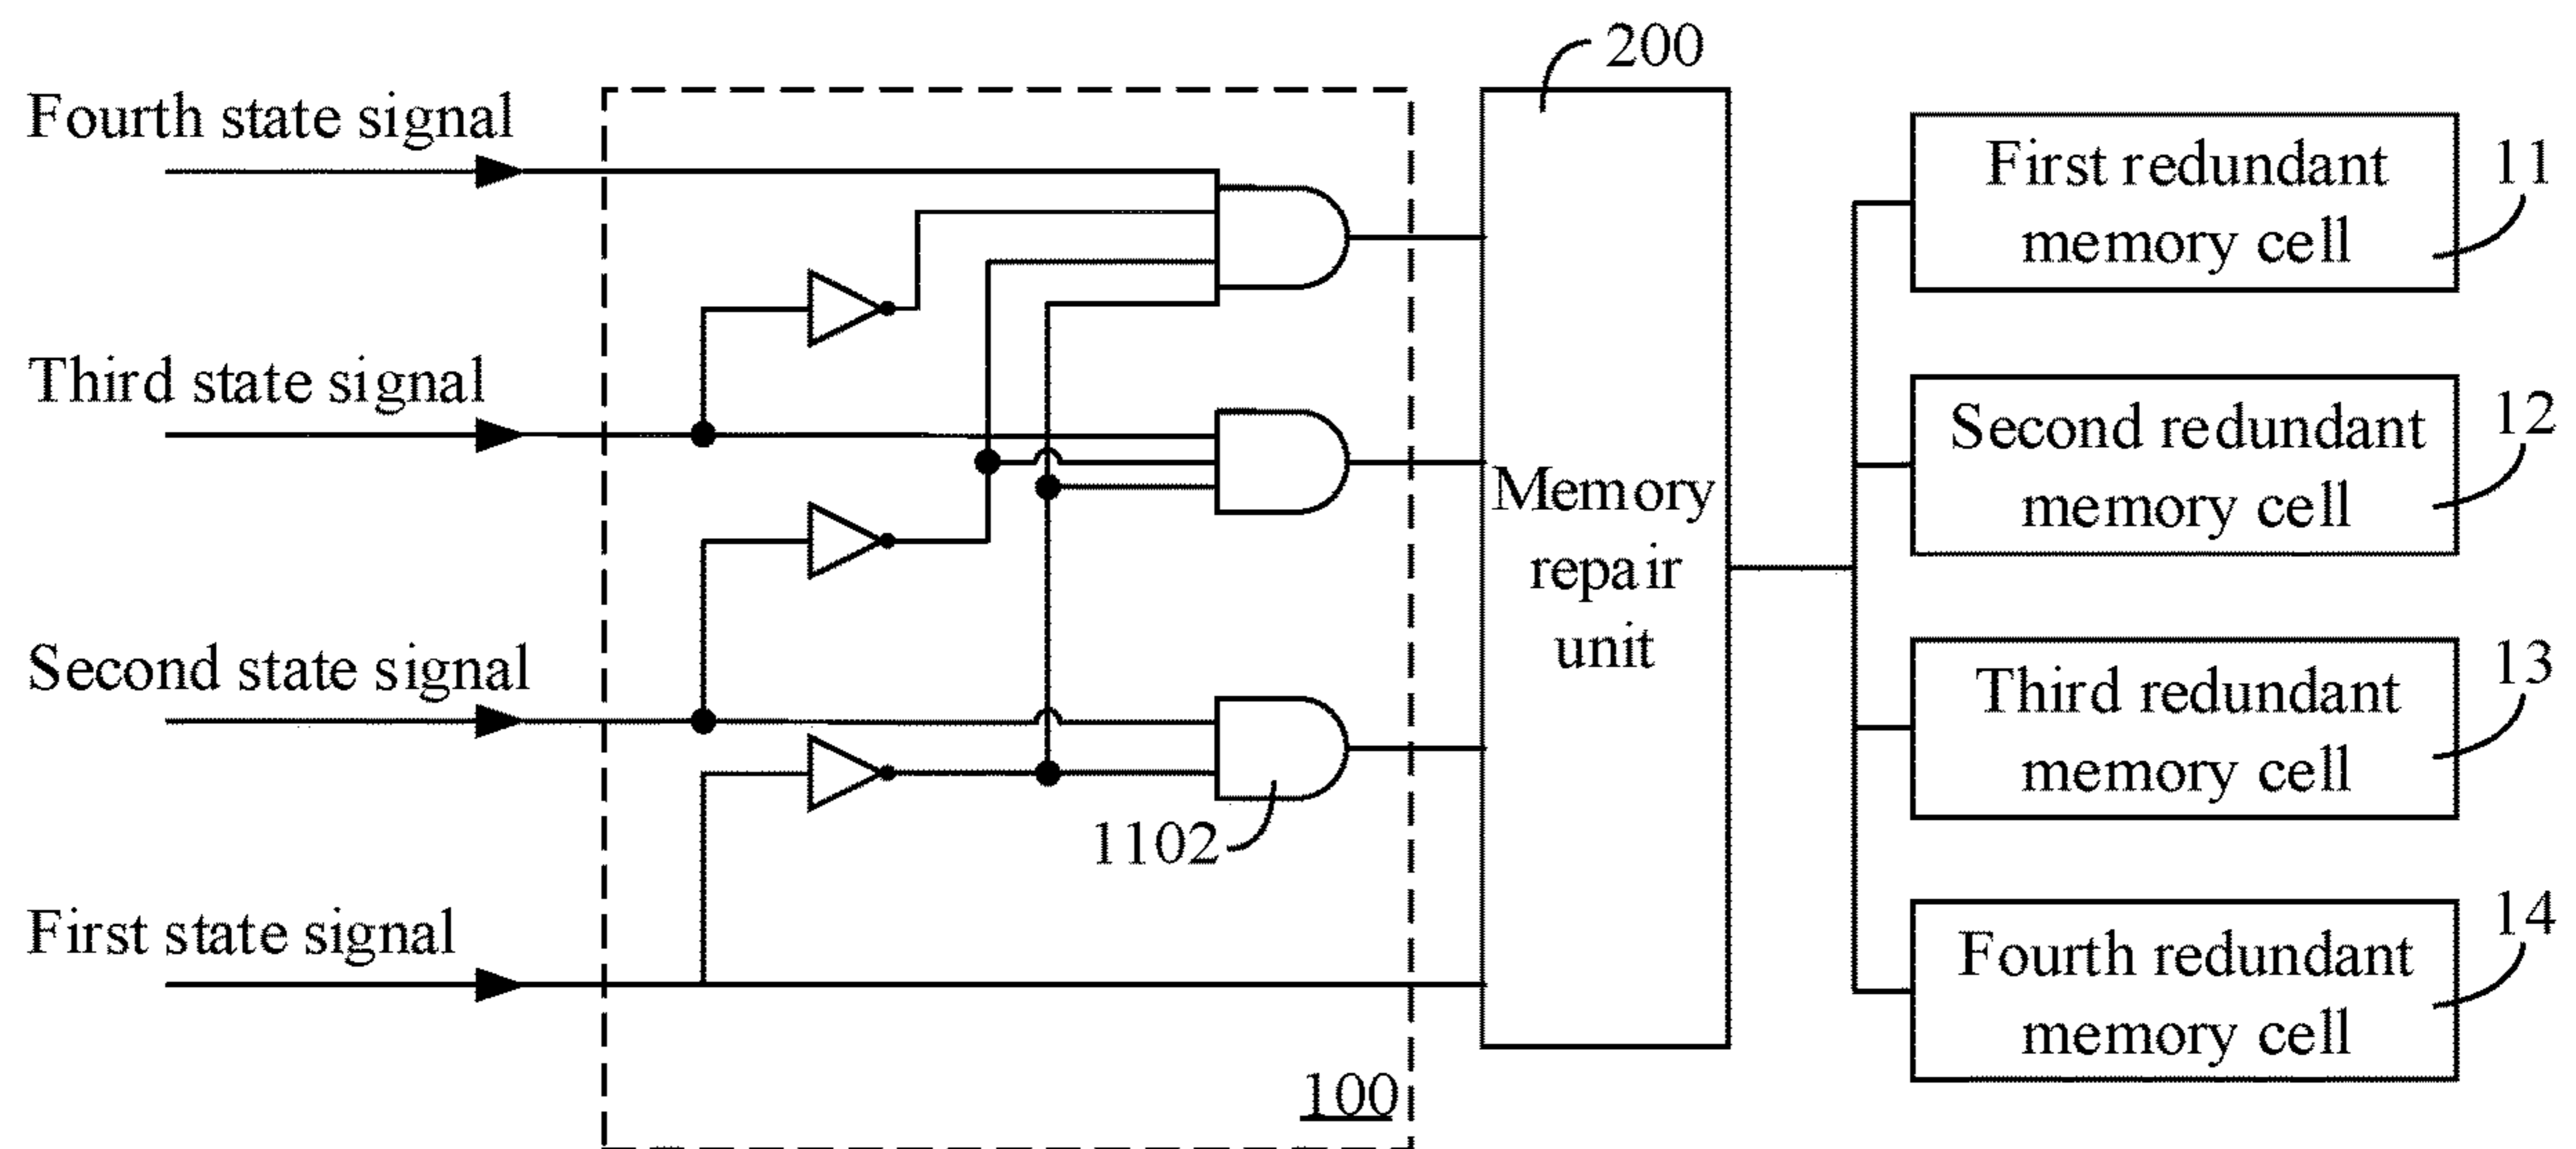 200
Fourth state signal
First redundant
memory cell
11
Third state signal
Second redundant
memory cell
12
Memory
repair
unit
Second state signal
Third redundant
memory cell
13
1102
First state signal
Fourth redundant
memory cell
14
100